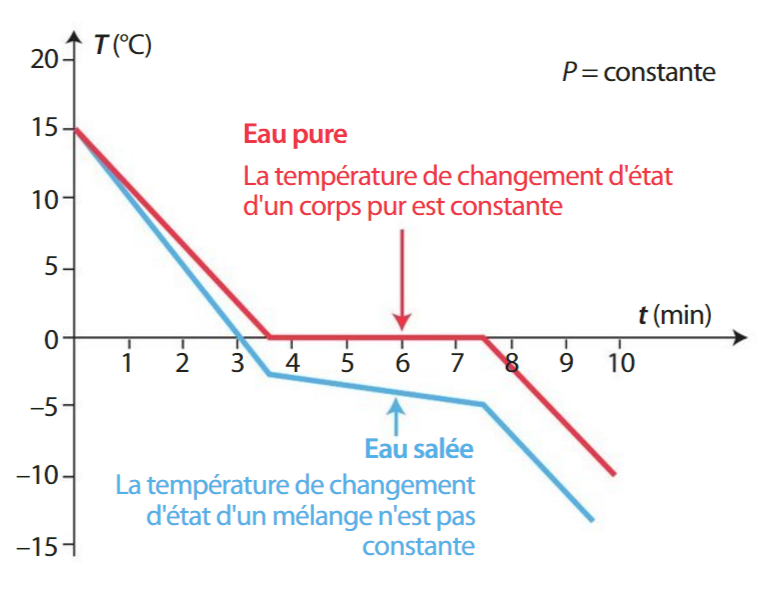 T (°C)
P = constante
20
15
10
5
0
–5
–10
–15
Eau pure
La température de changement d'état
d'un corps pur est constante
t (min)
1 2 3 4 5 6 7 8 9 10
Eau salée
La température de changement
d'état d'un mélange n'est pas
constante